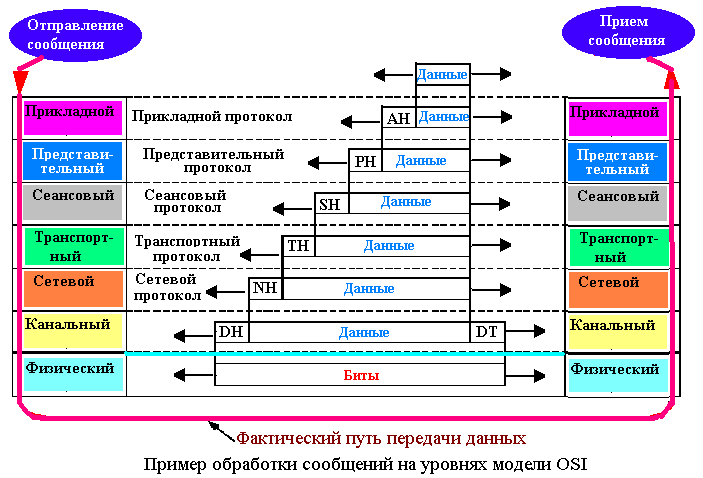 Отправление
сообщения
Прием
сообщения
Данные
Прикладной
Прикладной протокол
AH
Данные
Прикладной
Представи-
тельный
Представительный
протокол
PH
Данные
Представи-
тельный
Сеансовый
Сеансовый
протокол
SH
Данные
Сеансовый
Транспорт-
ный
Транспортный
протокол
TH
Данные
Транспорт-
ный
Сетевой
Сетевой
протокол
NH
Данные
Сетевой
Канальный
DH
Данные
DT
Канальный
Физический
Биты
Физический
Фактический путь передачи данных
Пример обработки сообщений на уровнях модели OSI